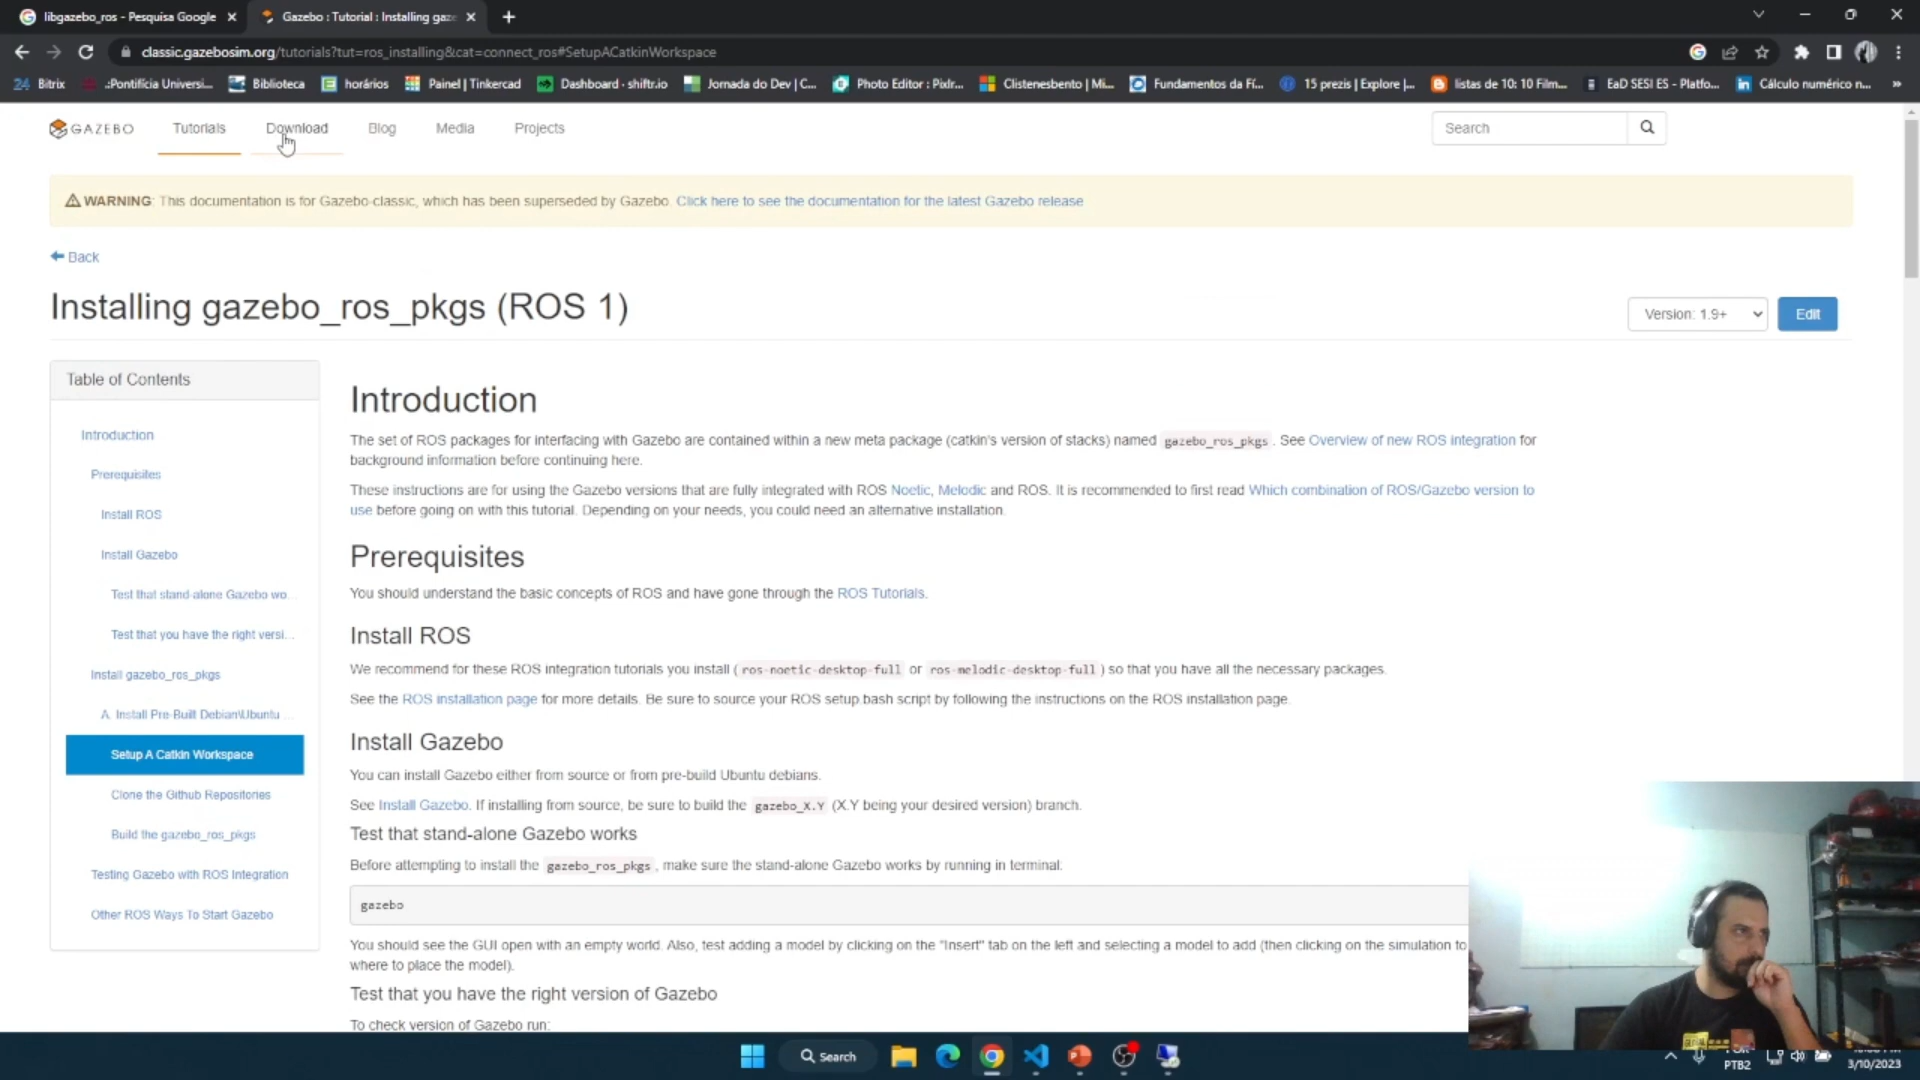 libgazebo_ros - Pesquisa Google
Gazebo : Tutorial : Installing gaze
classic.gazebosim.org/tutorials?tut=ros_installing&cat=connect_ros#SetupACatkinWorkspace
24 Bitrix
.:Pontifícia Universi...
Biblioteca
horários
Painel | Tinkercad
Dashboard · shiftr.io
Jornada do Dev | C...
Photo Editor : Pixlr...
Clistenesbento | Mi...
Fundamentos da Fí...
15 prezis | Explore |...
listas de 10: 10 Film...
EaD SESI ES - Platfo...
Cálculo numérico n...
GAZEBO
Tutorials
Download
Blog
Media
Projects
Search
WARNING: This documentation is for Gazebo-classic, which has been superseded by Gazebo. Click here to see the documentation for the latest Gazebo release
Back
Installing gazebo_ros_pkgs (ROS 1)
Version: 1.9+
Edit
Table of Contents
Introduction
Prerequisites
Install ROS
Install Gazebo
Test that stand-alone Gazebo wo...
Test that you have the right versi...
Install gazebo_ros_pkgs
A. Install Pre-Built Debian\Ubuntu ...
Setup A Catkin Workspace
Clone the Github Repositories
Build the gazebo_ros_pkgs
Testing Gazebo with ROS Integration
Other ROS Ways To Start Gazebo
Introduction
The set of ROS packages for interfacing with Gazebo are contained within a new meta package (catkin's version of stacks) named gazebo_ros_pkgs . See Overview of new ROS integration for
background information before continuing here.
These instructions are for using the Gazebo versions that are fully integrated with ROS Noetic, Melodic and ROS. It is recommended to first read Which combination of ROS/Gazebo version to
use before going on with this tutorial. Depending on your needs, you could need an alternative installation.
Prerequisites
You should understand the basic concepts of ROS and have gone through the ROS Tutorials.
Install ROS
We recommend for these ROS integration tutorials you install ( ros-noetic-desktop-full or ros-melodic-desktop-full ) so that you have all the necessary packages.
See the ROS installation page for more details. Be sure to source your ROS setup.bash script by following the instructions on the ROS installation page.
Install Gazebo
You can install Gazebo either from source or from pre-build Ubuntu debians.
See Install Gazebo. If installing from source, be sure to build the gazebo_X.Y (X.Y being your desired version) branch.
Test that stand-alone Gazebo works
Before attempting to install the gazebo_ros_pkgs , make sure the stand-alone Gazebo works by running in terminal:
gazebo
You should see the GUI open with an empty world. Also, test adding a model by clicking on the "Insert" tab on the left and selecting a model to add (then clicking on the simulation to
where to place the model).
Test that you have the right version of Gazebo
To check version of Gazebo run:
Search
PTB2
3/10/2023